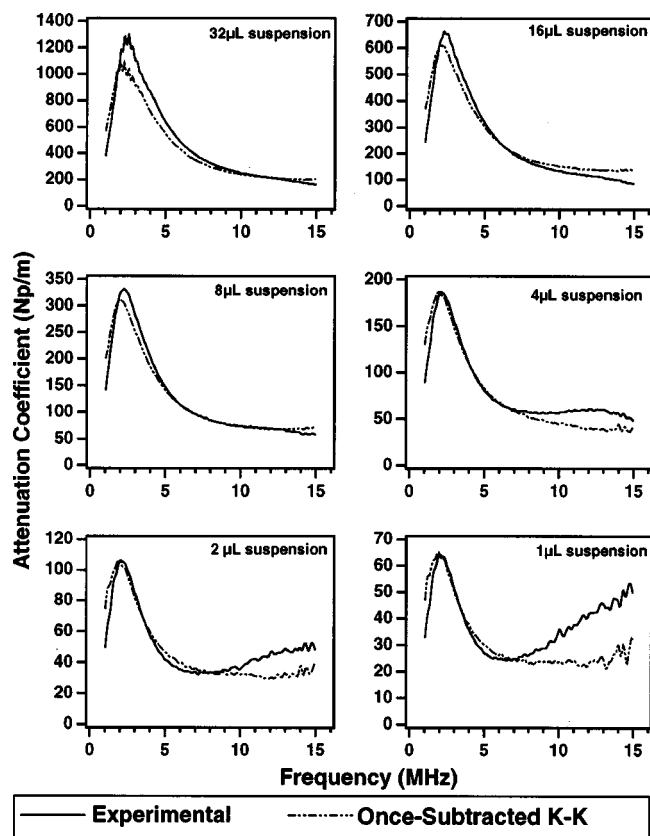 32µL suspension
1400
1200
1000
800
600
400
200
0
0 5 10 15
16µL suspension
700
600
500
400
300
200
100
0
0 5 10 15
8µL suspension
350
300
250
200
150
100
50
0
0 5 10 15
4µL suspension
200
150
100
50
0
0 5 10 15
2 µL suspension
120
100
80
60
40
20
0
0 5 10 15
1µL suspension
70
60
50
40
30
20
10
0
0 5 10 15
Attenuation Coefficient (Np/m)
Frequency (MHz)
Experimental Once-Subtracted K-K